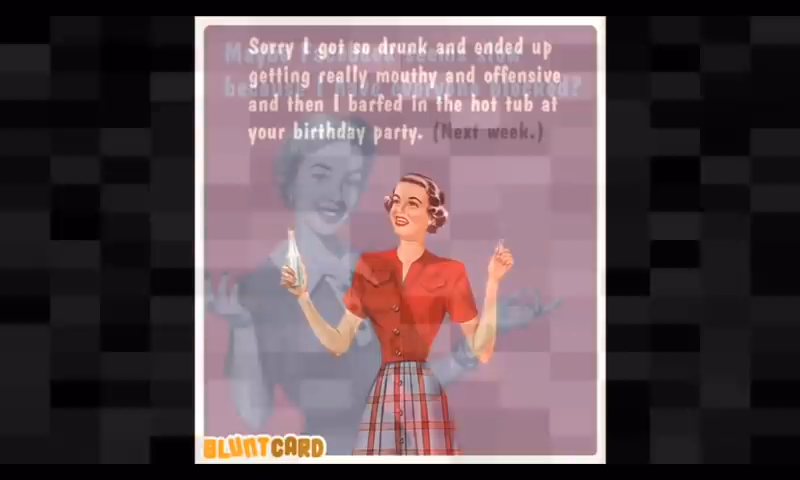 Sorry I got so drunk and ended up
getting really mouthy and offensive
and then I barfed in the hot tub at
your birthday party. (Next week.)
BLUNTCARD